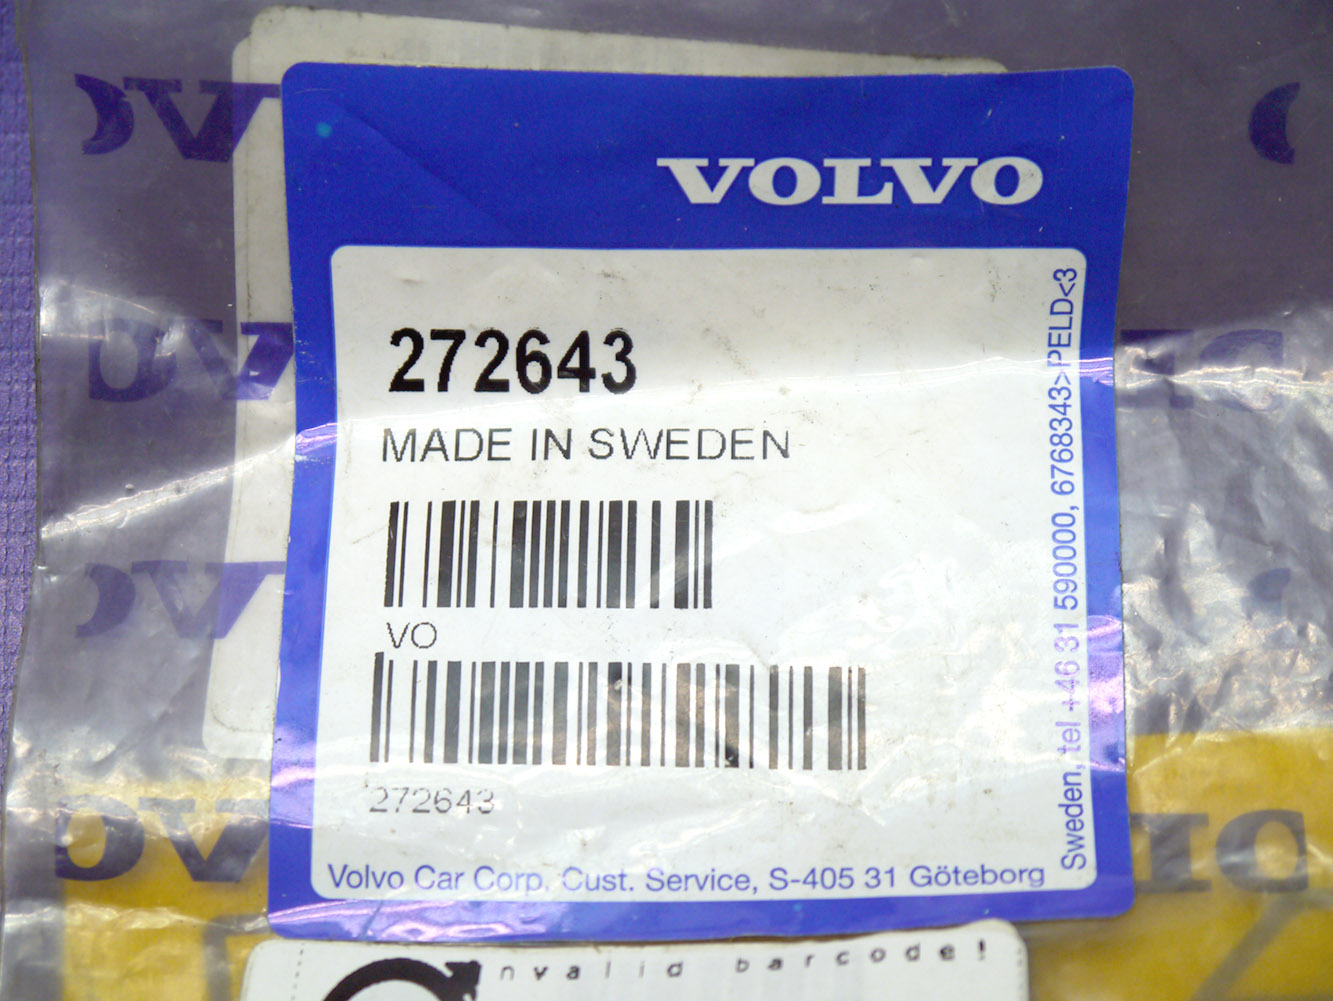 VOLVO
272643
MADE IN SWEDEN
VO
272643
Volvo Car Corp. Cust. Service, S-405 31 Göteborg
Sweden, tel +46 31 590000, 6768343>PELD<3
nvalid barcode!